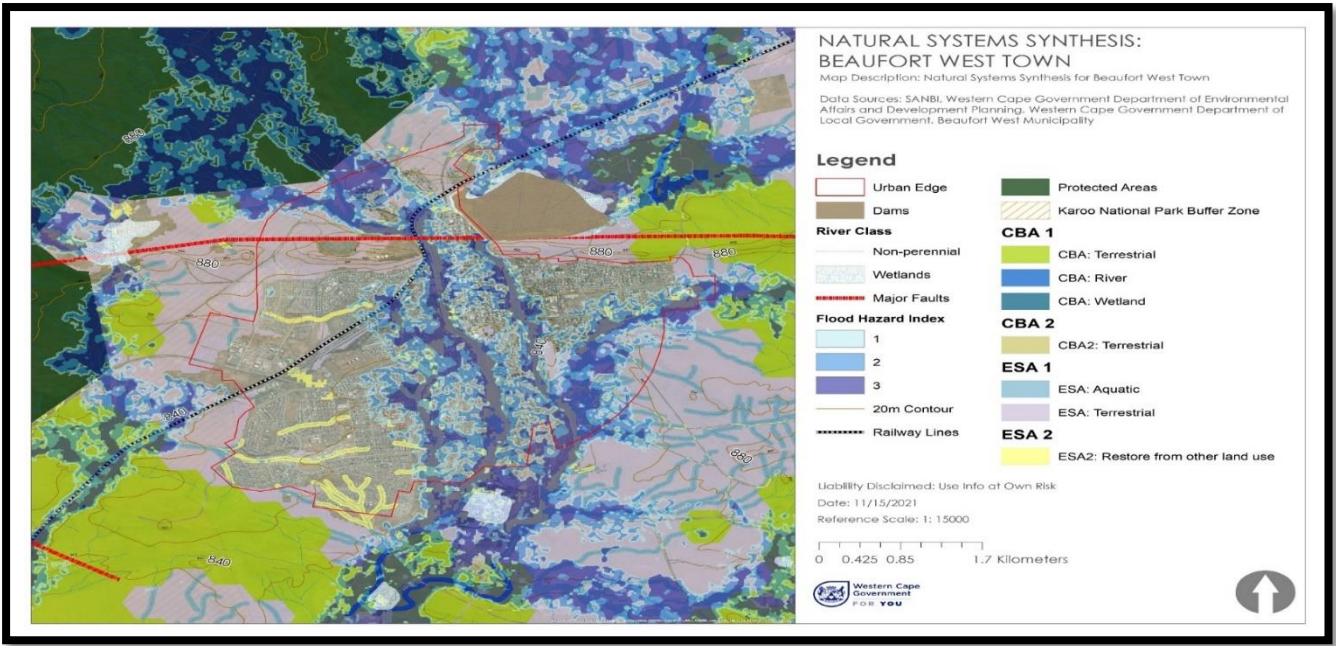 NATURAL SYSTEMS SYNTHESIS:
BEAUFORT WEST TOWN
Map Description: Natural Systems Synthesis for Beaufort West Town
Data Sources: SANBI, Western Cape Government Department of Environmental
Affairs and Development Planning, Western Cape Government Department of
Local Government, Beaufort West Municipality
Legend
Urban Edge
Dams
River Class
Non-perennial
Wetlands
Major Faults
Flood Hazard Index
1
2
3
20m Contour
Railway Lines
Protected Areas
Karoo National Park Buffer Zone
CBA 1
CBA: Terrestrial
CBA: River
CBA: Wetland
CBA 2
CBA2: Terrestrial
ESA 1
ESA: Aquatic
ESA: Terrestrial
ESA 2
ESA2: Restore from other land use
Liability Disclaimed: Use Info at Own Risk
Date: 11/15/2021
Reference Scale: 1: 15000
0 0.425 0.85 1.7 Kilometers
Western Cape
Government
FOR YOU
880
880
880
880
840
840
880
840